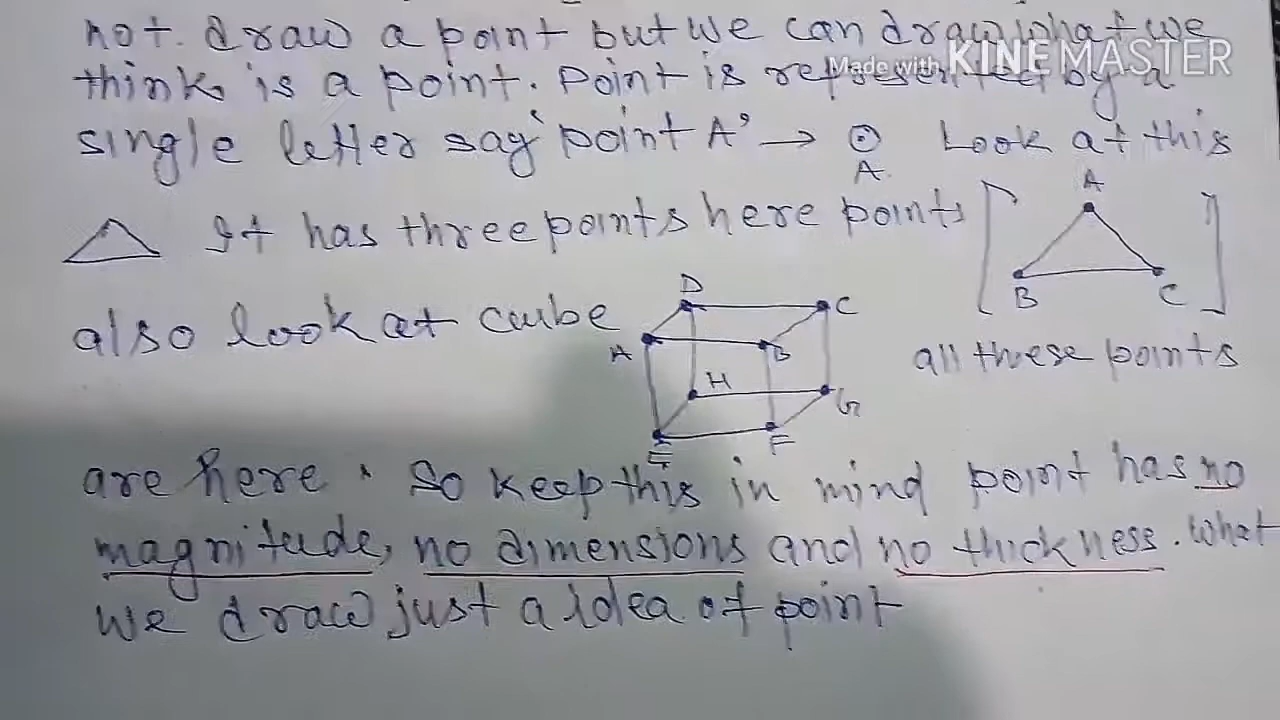 not. draw a point but we can draw what we
Made with KINEMASTER
think is a point. Point is represented by a
single letter say 'point A' → ⊙ Look at this
A.
△ It has three points here points
A
B C
also look at cube
D C
A B
H G
E F
all these points
are here. So keep this in mind point has no
magnitude, no dimensions and no thickness. what
we draw just a idea of point